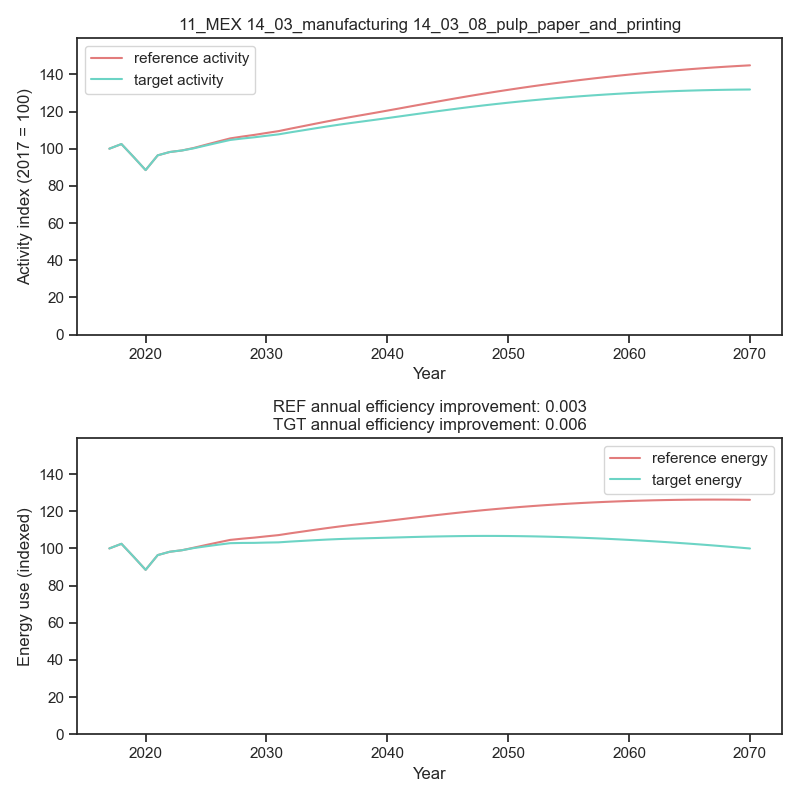 11_MEX 14_03_manufacturing 14_03_08_pulp_paper_and_printing
reference activity
target activity
Activity index (2017 = 100)
140
120
100
80
60
40
20
0
2020 2030 2040 2050 2060 2070
Year
REF annual efficiency improvement: 0.003
TGT annual efficiency improvement: 0.006
reference energy
target energy
Energy use (indexed)
140
120
100
80
60
40
20
0
2020 2030 2040 2050 2060 2070
Year